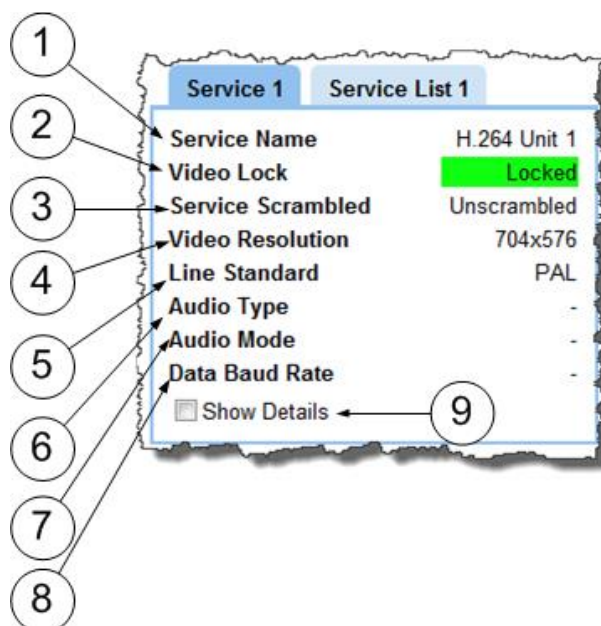 1
2
3
4
5
6
7
8
9
Service 1 Service List 1
Service Name H.264 Unit 1
Video Lock Locked
Service Scrambled Unscrambled
Video Resolution 704x576
Line Standard PAL
Audio Type -
Audio Mode -
Data Baud Rate -
Show Details